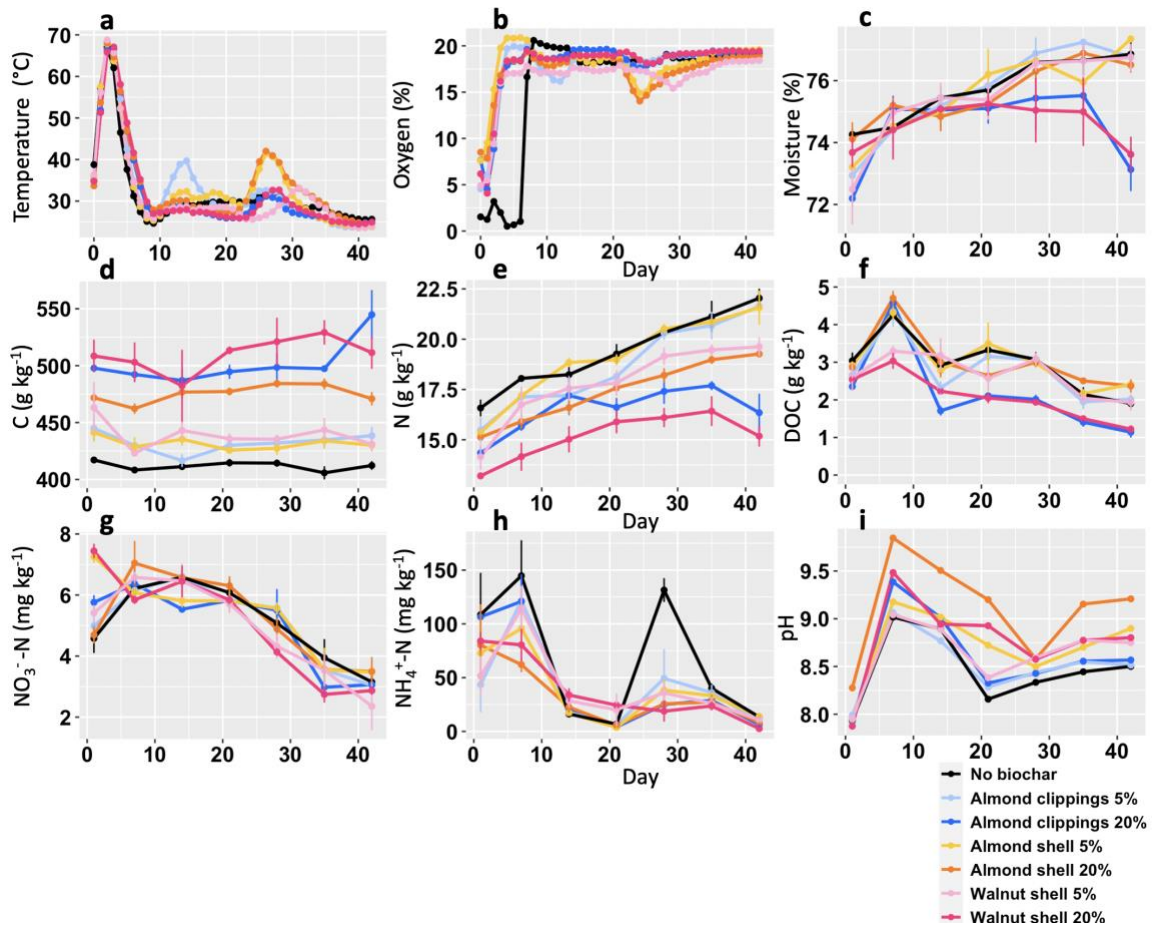 a
b
c
Temperature (°C)
70
60
50
40
30
0 10 20 30 40
Oxygen (%)
20
15
10
5
0
0 10 20 30 40
Day
Moisture (%)
76
74
72
0 10 20 30 40
d
e
f
C (g kg⁻¹)
550
500
450
400
0 10 20 30 40
N (g kg⁻¹)
22.5
20.0
17.5
15.0
0 10 20 30 40
Day
DOC (g kg⁻¹)
5
4
3
2
1
0
0 10 20 30 40
g
h
i
NO₃⁻-N (mg kg⁻¹)
8
6
4
2
0 10 20 30 40
NH₄⁺-N (mg kg⁻¹)
150
100
50
0
0 10 20 30 40
Day
pH
9.5
9.0
8.5
8.0
0 10 20 30 40
No biochar
Almond clippings 5%
Almond clippings 20%
Almond shell 5%
Almond shell 20%
Walnut shell 5%
Walnut shell 20%